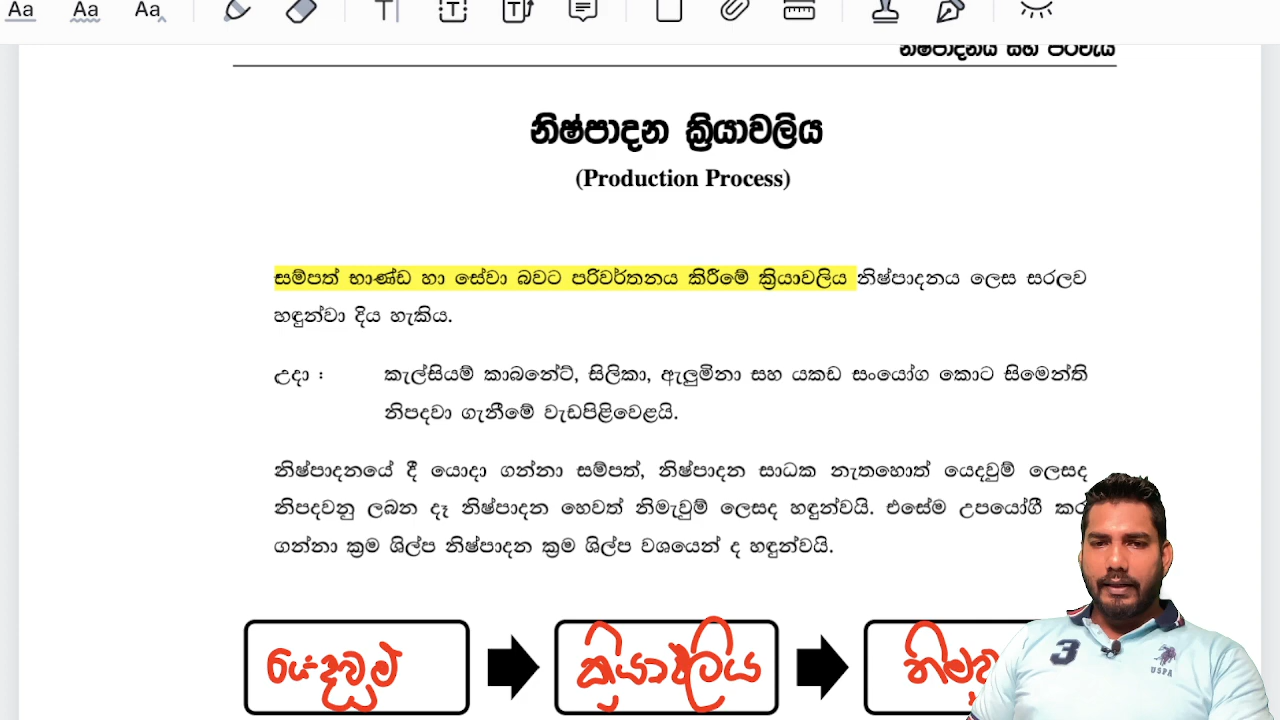 Aa Aa Aa
නිෂ්පාදනය සහ පිරිවැය
නිෂ්පාදන ක්‍රියාවලිය
(Production Process)
සම්පත් භාණ්ඩ හා සේවා බවට පරිවර්තනය කිරීමේ ක්‍රියාවලිය නිෂ්පාදනය ලෙස සරලව
හඳුන්වා දිය හැකිය.
උදා : කැල්සියම් කාබනේට්, සිලිකා, ඇලුමිනා සහ යකඩ සංයෝග කොට සිමෙන්ති
නිපදවා ගැනීමේ වැඩපිළිවෙළයි.
නිෂ්පාදනයේ දී යොදා ගන්නා සම්පත්, නිෂ්පාදන සාධක නැතහොත් යෙදවුම් ලෙසද
නිපදවනු ලබන දෑ නිෂ්පාදන හෙවත් නිමැවුම් ලෙසද හඳුන්වයි. එසේම උපයෝගී කර
ගන්නා ක්‍රම ශිල්ප නිෂ්පාදන ක්‍රම ශිල්ප වශයෙන් ද හඳුන්වයි.
යෙදවුම් ක්‍රියාවලිය
3
USPA